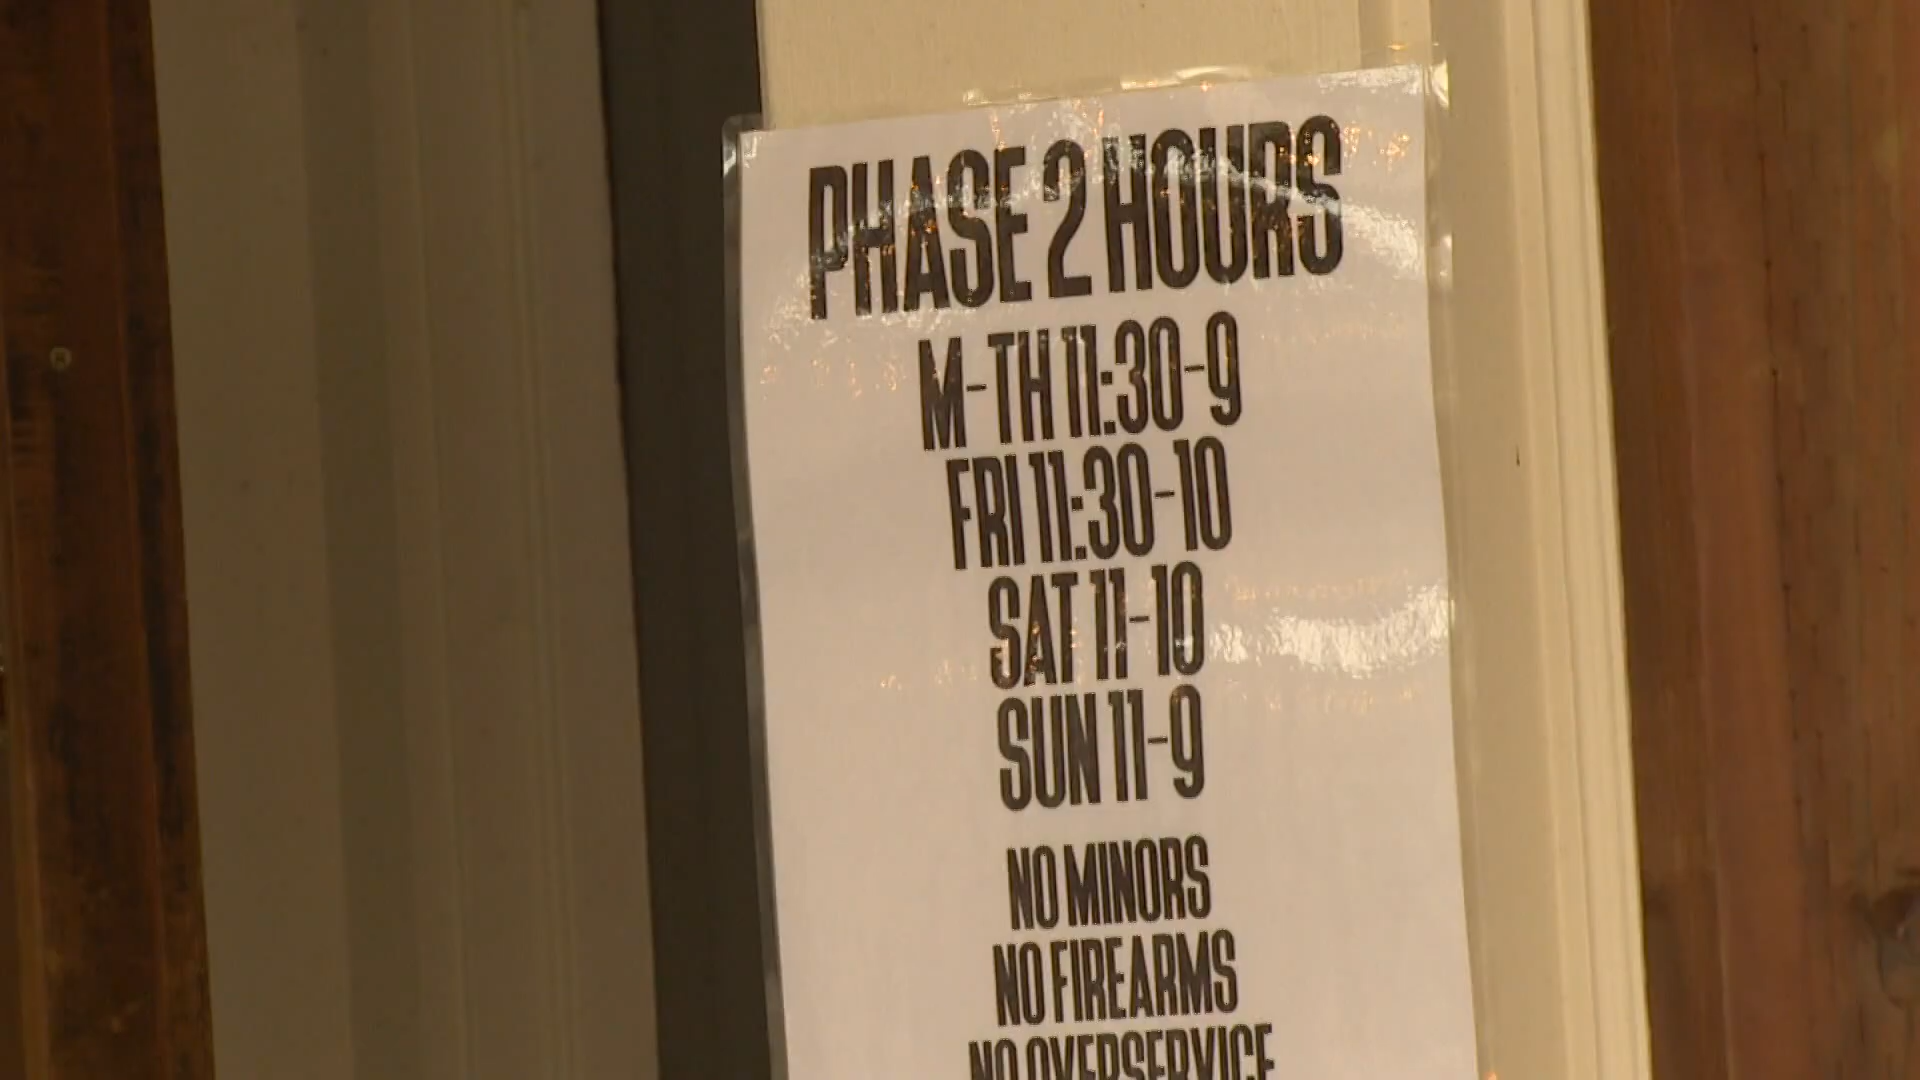 PHASE 2 HOURS
M-TH 11:30-9
FRI 11:30-10
SAT 11-10
SUN 11-9
NO MINORS
NO FIREARMS
NO OVERSERVICE